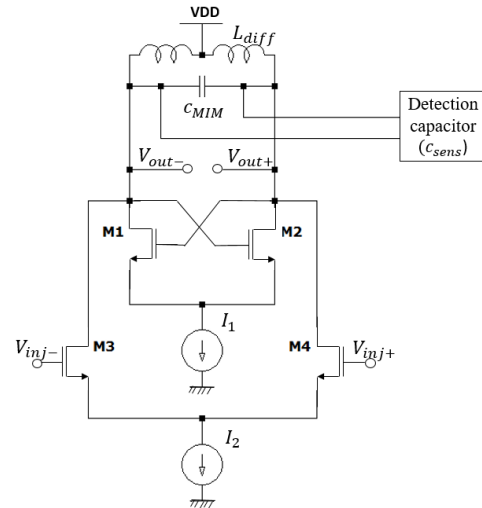 VDD
L_diff
c_MIM
Detection
capacitor
(c_sens)
V_out- V_out+
M1 M2
I_1
V_inj- M3 M4 V_inj+
I_2